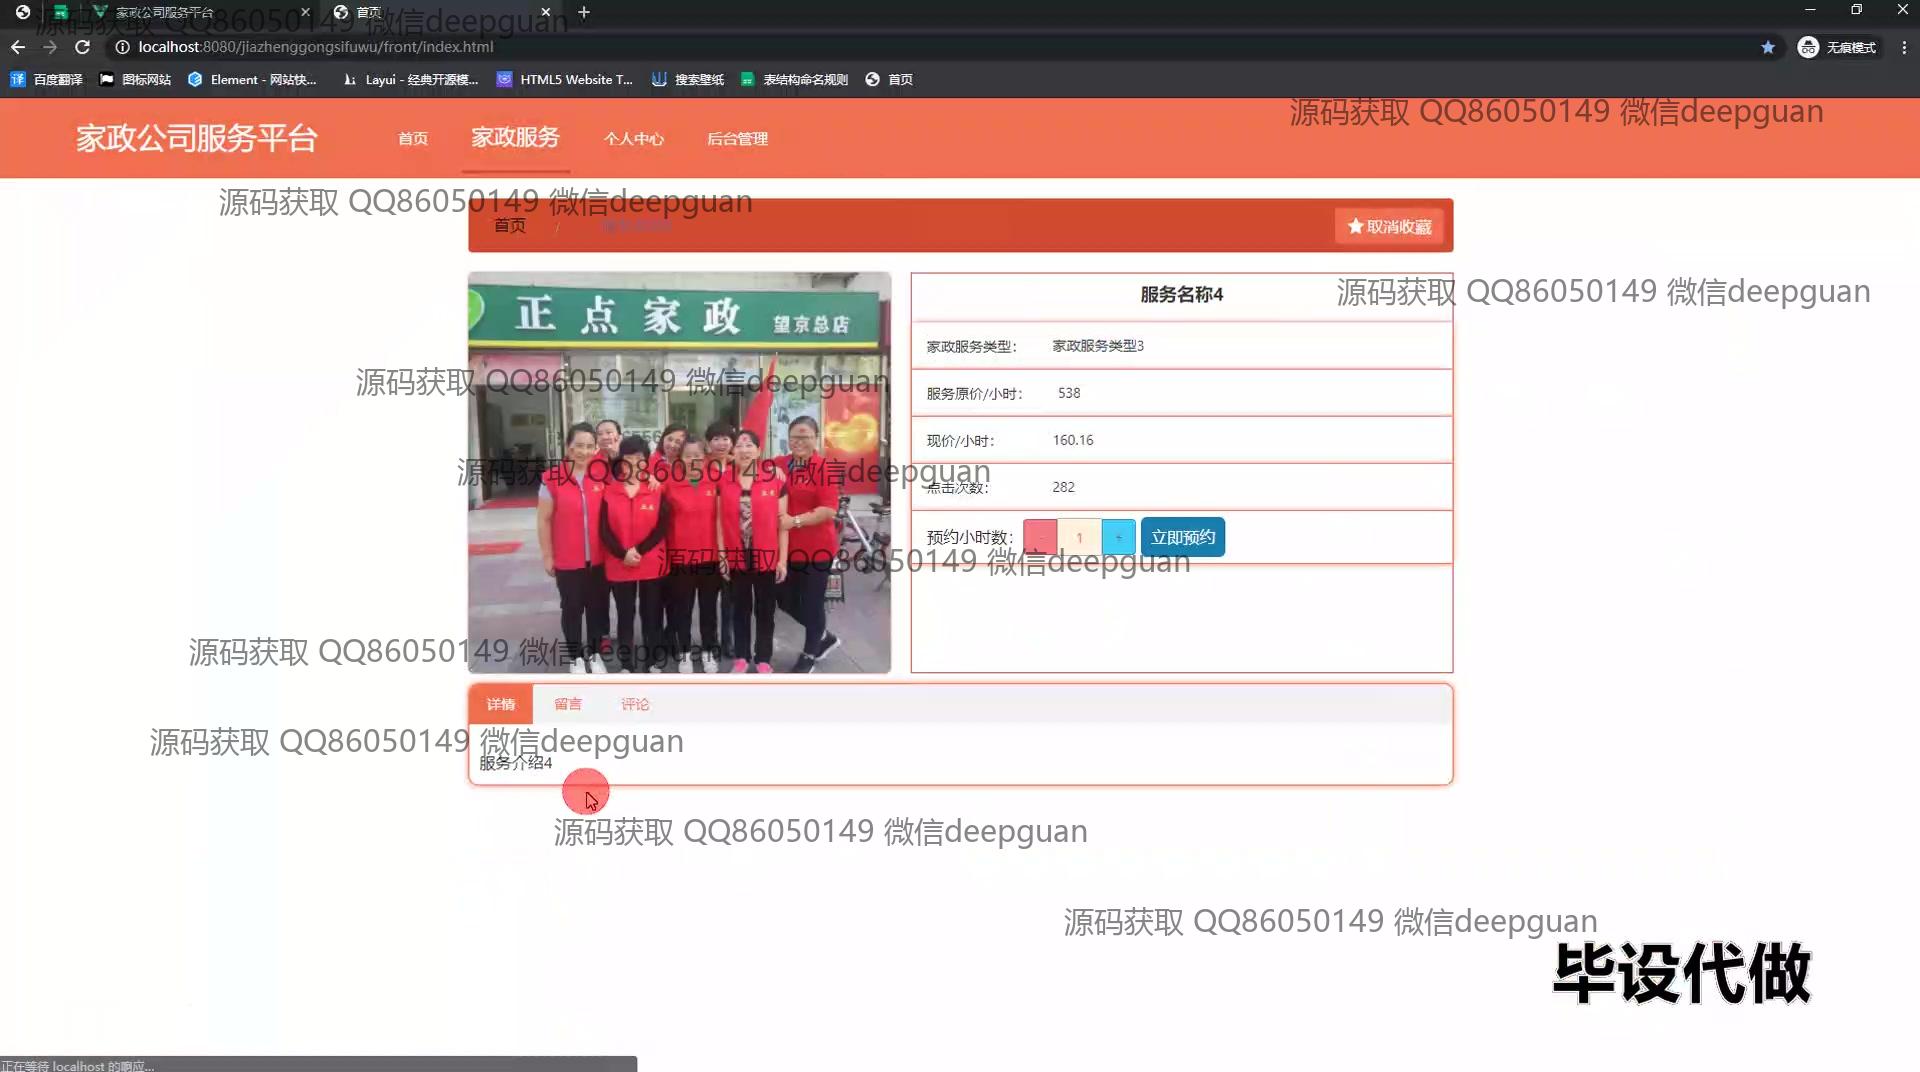 家政公司服务平台
首页
localhost:8080/jiazhenggongsifuwu/front/index.html
无痕模式
百度翻译
图标网站
Element - 网站快...
Layui - 经典开源模...
HTML5 Website T...
搜索壁纸
表结构命名规则
首页
家政公司服务平台
首页
家政服务
个人中心
后台管理
源码获取 QQ86050149 微信deepguan
源码获取 QQ86050149 微信deepguan
源码获取 QQ86050149 微信deepguan
首页 /
取消收藏
正点家政 望京总店
服务名称4
源码获取 QQ86050149 微信deepguan
家政服务类型: 家政服务类型3
源码获取 QQ86050149 微信deepguan
服务原价/小时: 538
现价/小时: 160.16
源码获取 QQ86050149 微信deepguan
点击次数: 282
预约小时数: - 1 + 立即预约
源码获取 QQ86050149 微信deepguan
源码获取 QQ86050149 微信deepguan
详情
留言
评论
源码获取 QQ86050149 微信deepguan
服务介绍4
源码获取 QQ86050149 微信deepguan
源码获取 QQ86050149 微信deepguan
毕设代做
正在等待 localhost 的响应...